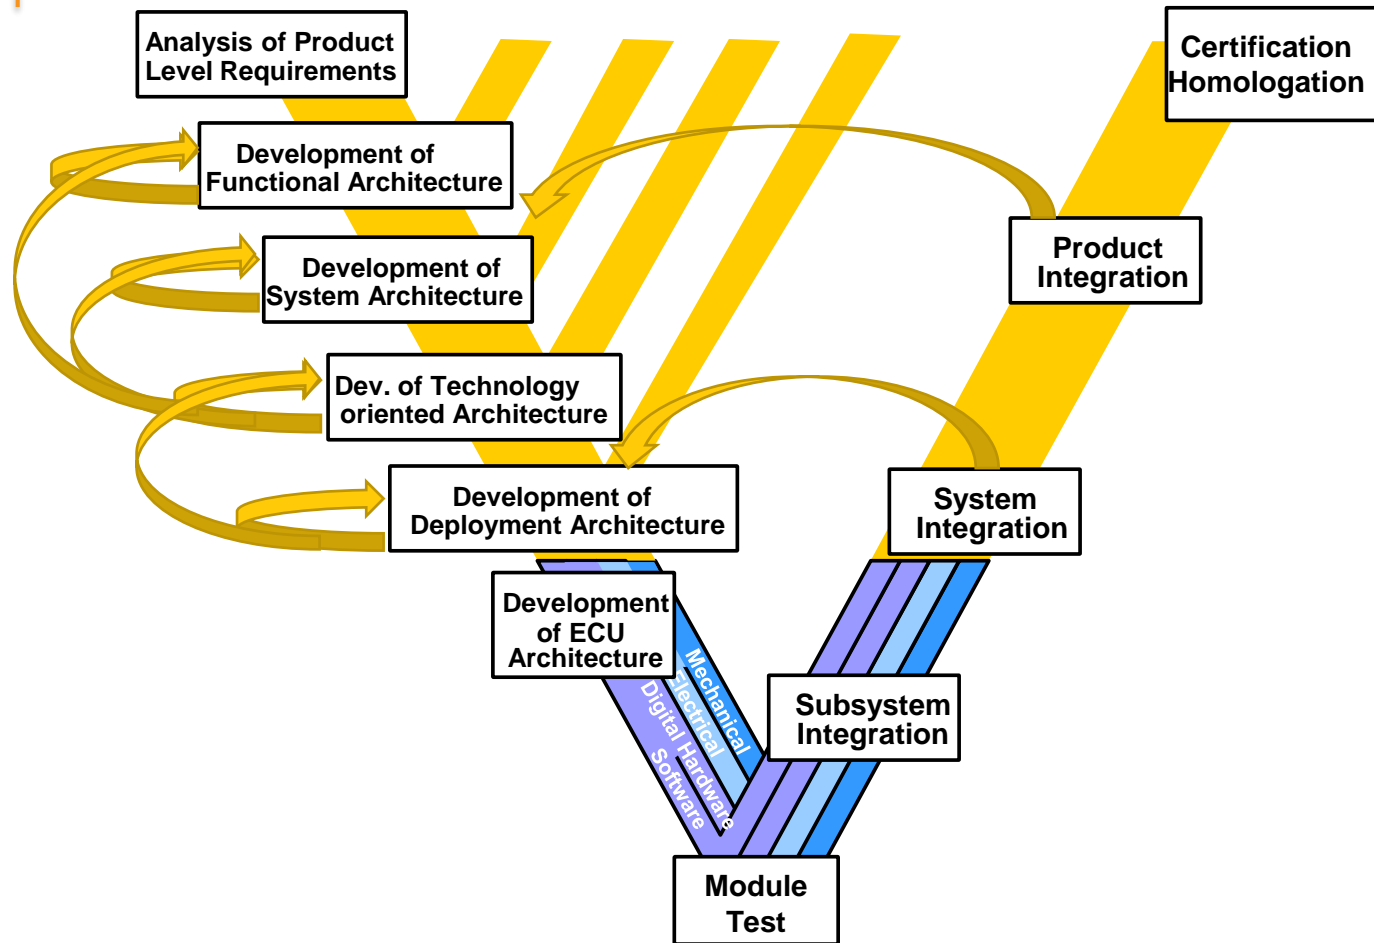 Analysis of Product
Level Requirements
Certification
Homologation
Development of
Functional Architecture
Development of
System Architecture
Product
Integration
Dev. of Technology
oriented Architecture
Development of
Deployment Architecture
System
Integration
Development
of ECU
Architecture
Mechanical
Electrical
Digital Hardware
Software
Subsystem
Integration
Module
Test